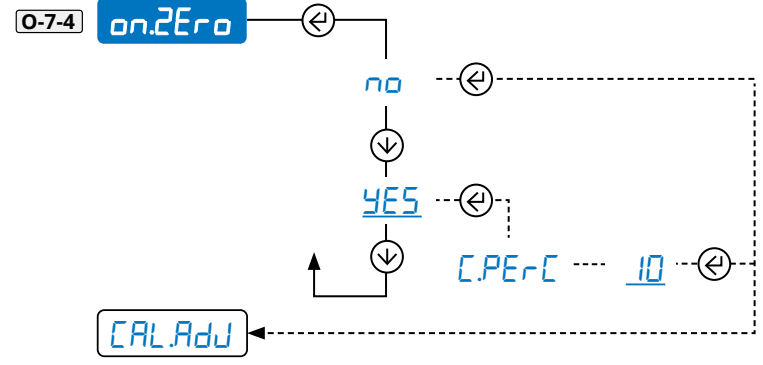 O-7-4 on.ZEro
no
YES
C.PErC 10
CAL.AdJ